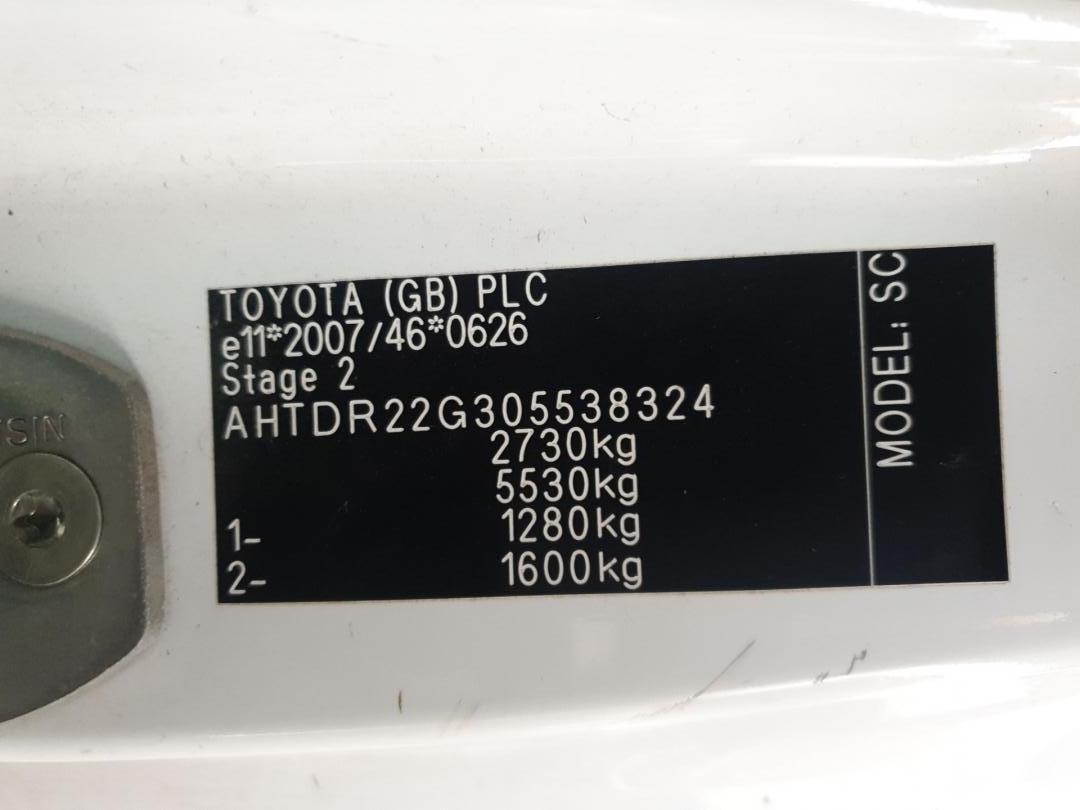 TOYOTA (GB) PLC
e11*2007/46*0626
Stage 2
AHTDR22G305538324
2730kg
5530kg
1- 1280kg
2- 1600kg
MODEL: SC